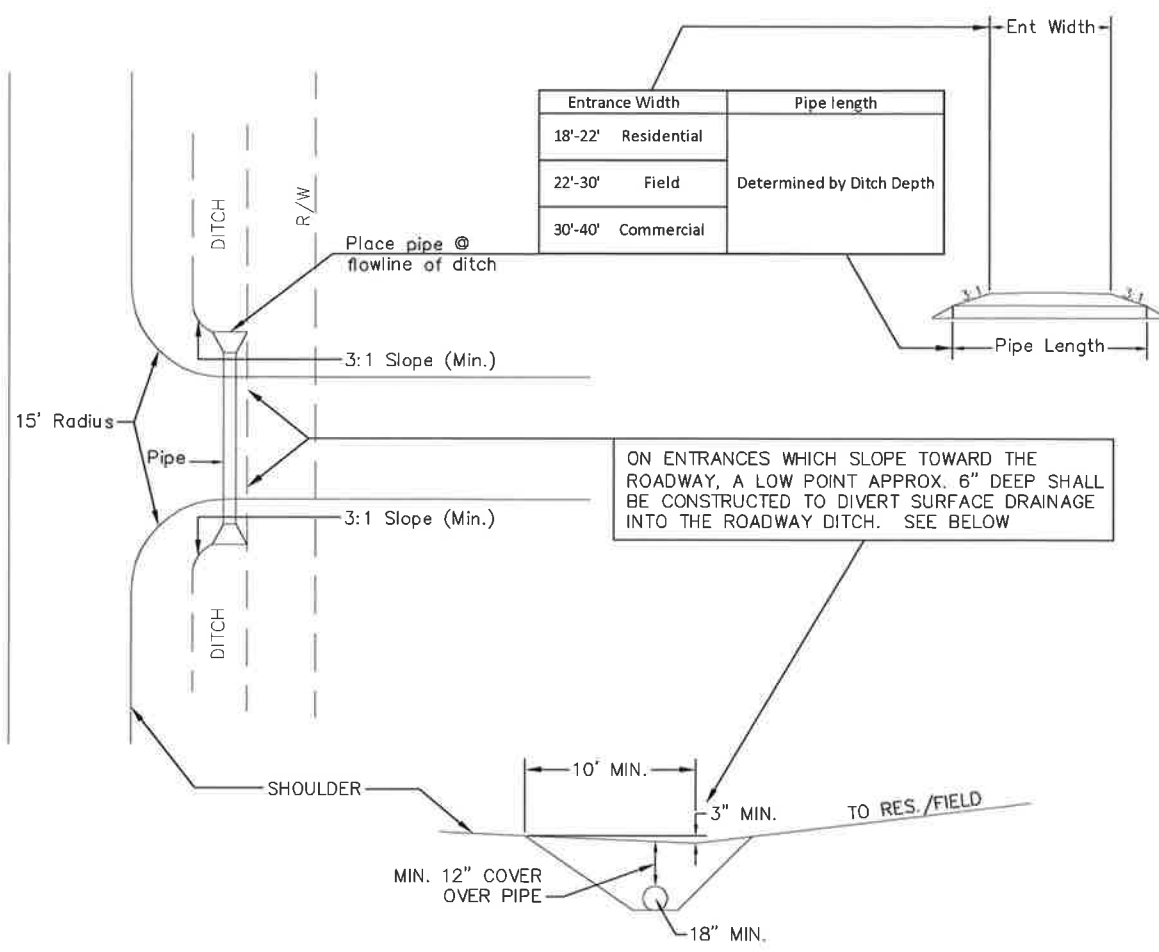 Ent Width
Entrance Width Pipe length
18'-22' Residential
22'-30' Field
30'-40' Commercial
Determined by Ditch Depth
DITCH
R/W
Place pipe @
flowline of ditch
3:1
3:1
Pipe Length
3:1 Slope (Min.)
15' Radius
Pipe
ON ENTRANCES WHICH SLOPE TOWARD THE
ROADWAY, A LOW POINT APPROX. 6" DEEP SHALL
BE CONSTRUCTED TO DIVERT SURFACE DRAINAGE
INTO THE ROADWAY DITCH. SEE BELOW
3:1 Slope (Min.)
DITCH
SHOULDER
10' MIN.
3" MIN.
TO RES./FIELD
MIN. 12" COVER
OVER PIPE
18" MIN.